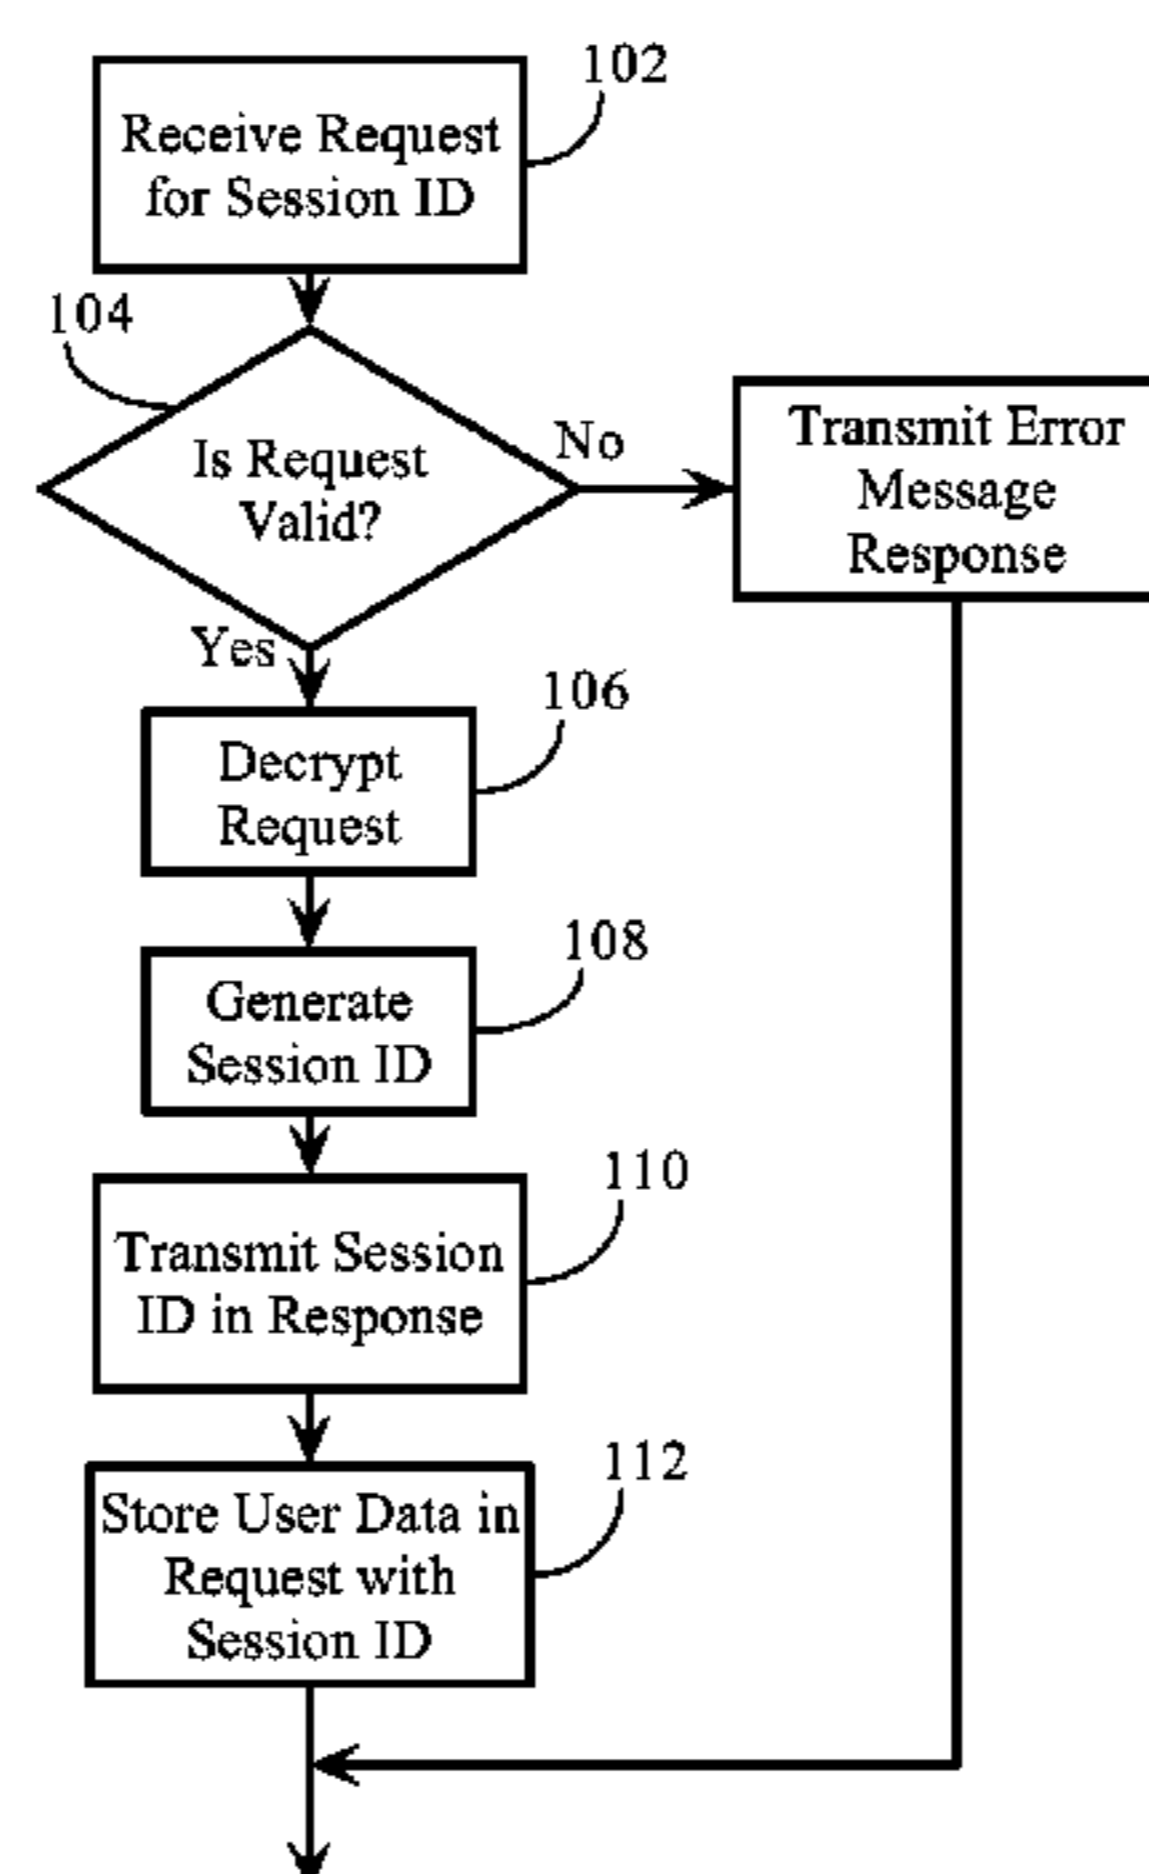 102
Receive Request
for Session ID
104
Is Request
Valid?
No
Transmit Error
Message
Response
Yes
106
Decrypt
Request
108
Generate
Session ID
110
Transmit Session
ID in Response
112
Store User Data in
Request with
Session ID